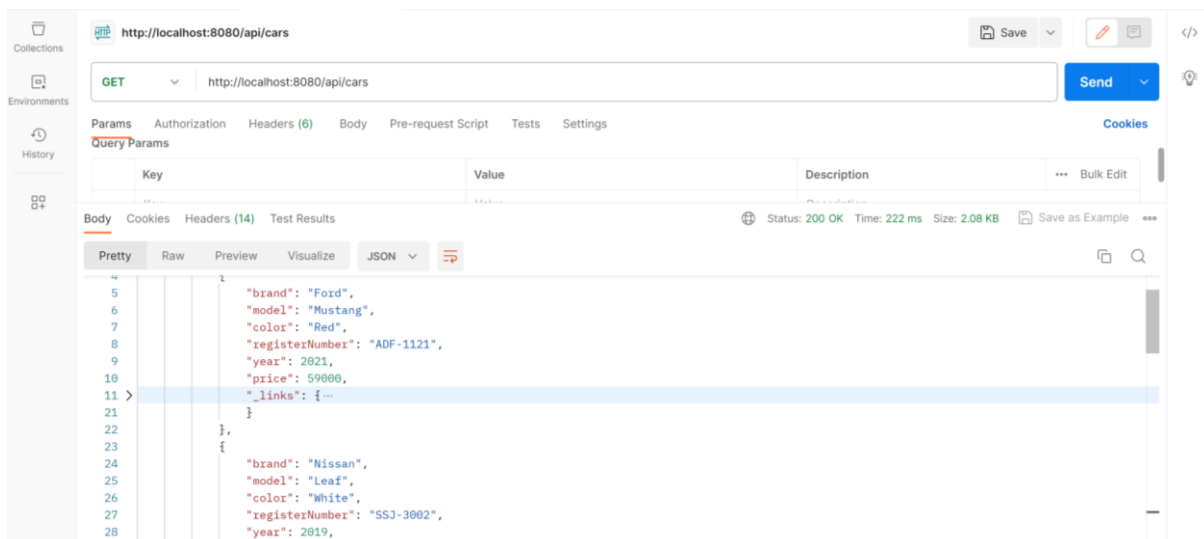 Collections
Environments
History
HTTP http://localhost:8080/api/cars
Save
GET http://localhost:8080/api/cars
Send
Params Authorization Headers (6) Body Pre-request Script Tests Settings Cookies
Query Params
Key Value Description ••• Bulk Edit
Body Cookies Headers (14) Test Results Status: 200 OK Time: 222 ms Size: 2.08 KB Save as Example
Pretty Raw Preview Visualize JSON
4 {
5 "brand": "Ford",
6 "model": "Mustang",
7 "color": "Red",
8 "registerNumber": "ADF-1121",
9 "year": 2021,
10 "price": 59000,
11 > "_links": {…
21 }
22 },
23 {
24 "brand": "Nissan",
25 "model": "Leaf",
26 "color": "White",
27 "registerNumber": "SSJ-3002",
28 "year": 2019,